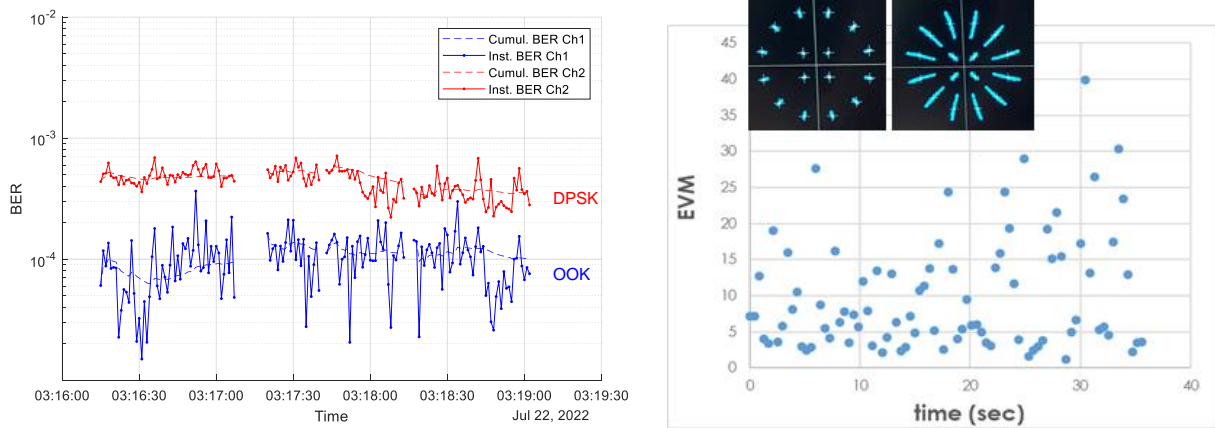 10-2
10-3
10-4
BER
Cumul. BER Ch1
Inst. BER Ch1
Cumul. BER Ch2
Inst. BER Ch2
DPSK
OOK
03:16:00 03:16:30 03:17:00 03:17:30 03:18:00 03:18:30 03:19:00 03:19:30
Time
Jul 22, 2022
45
40
35
30
25
20
15
10
5
0
EVM
0 10 20 30 40
time (sec)